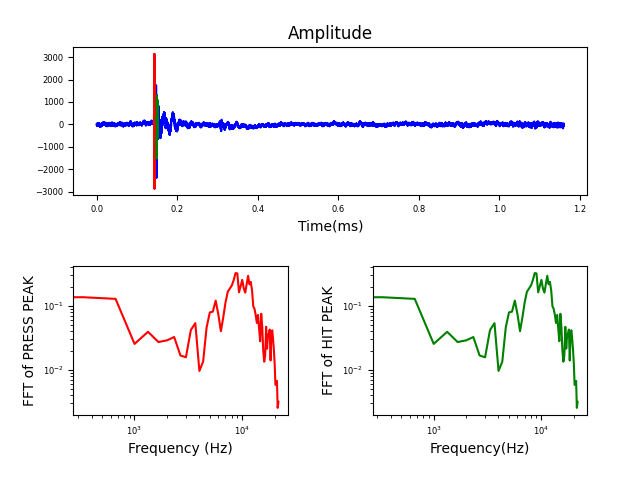 Amplitude
3000
2000
1000
0
−1000
−2000
−3000
0.0 0.2 0.4 0.6 0.8 1.0 1.2
Time(ms)
FFT of PRESS PEAK
10⁻¹
10⁻²
10³ 10⁴
Frequency (Hz)
FFT of HIT PEAK
10⁻¹
10⁻²
10³ 10⁴
Frequency(Hz)